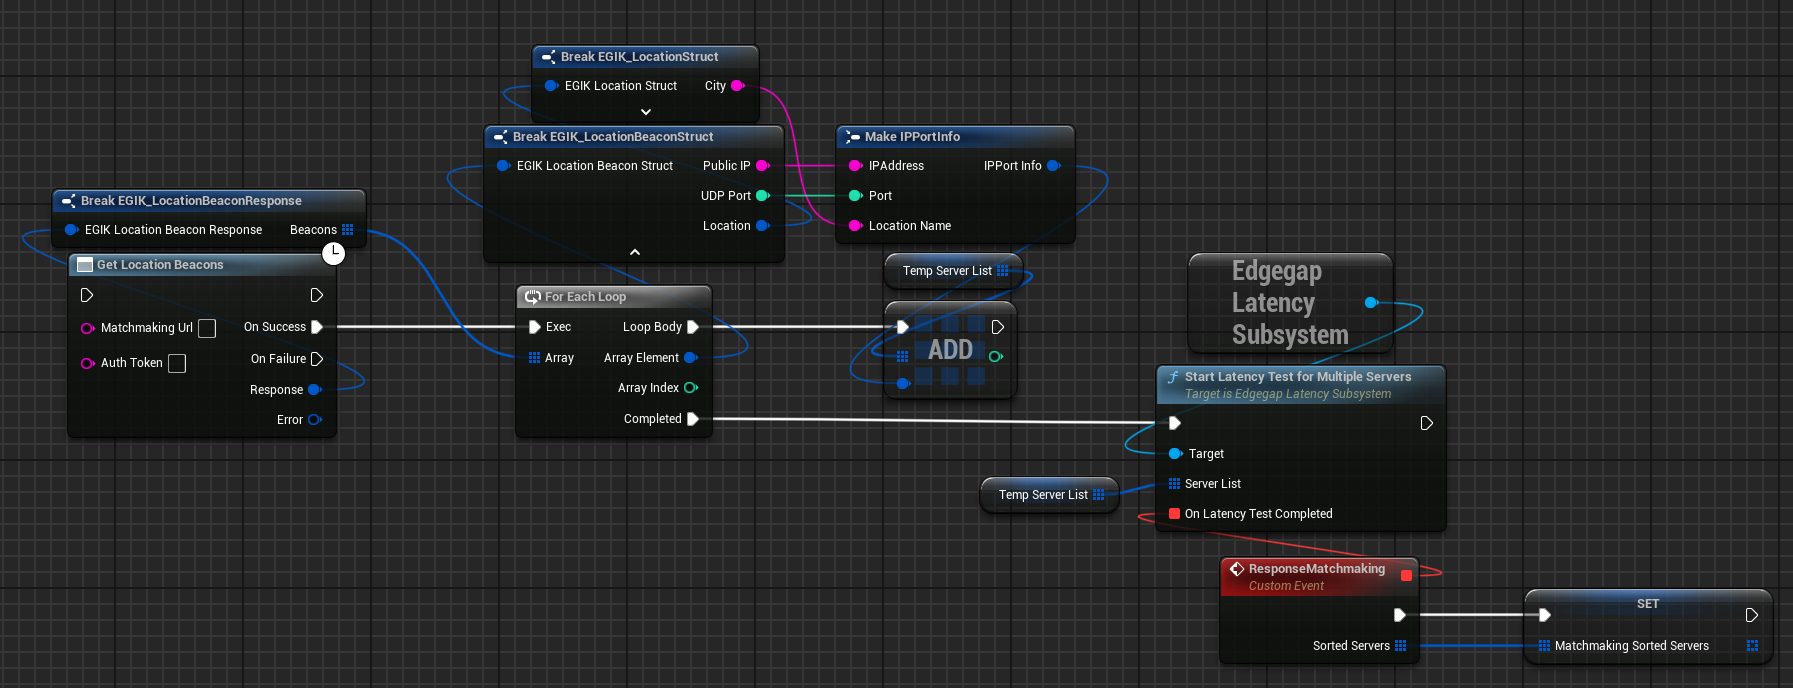 Break EGIK_LocationStruct
EGIK Location Struct
City
Break EGIK_LocationBeaconStruct
EGIK Location Beacon Struct
Public IP
UDP Port
Location
Make IPPortInfo
IPAddress
IPPort Info
Port
Location Name
Break EGIK_LocationBeaconResponse
EGIK Location Beacon Response
Beacons
Get Location Beacons
Matchmaking Url
On Success
On Failure
Auth Token
Response
Error
For Each Loop
Exec
Loop Body
Array
Array Element
Array Index
Completed
Temp Server List
ADD
Edgegap
Latency
Subsystem
Start Latency Test for Multiple Servers
Target is Edgegap Latency Subsystem
Target
Server List
On Latency Test Completed
Temp Server List
ResponseMatchmaking
Custom Event
Sorted Servers
SET
Matchmaking Sorted Servers